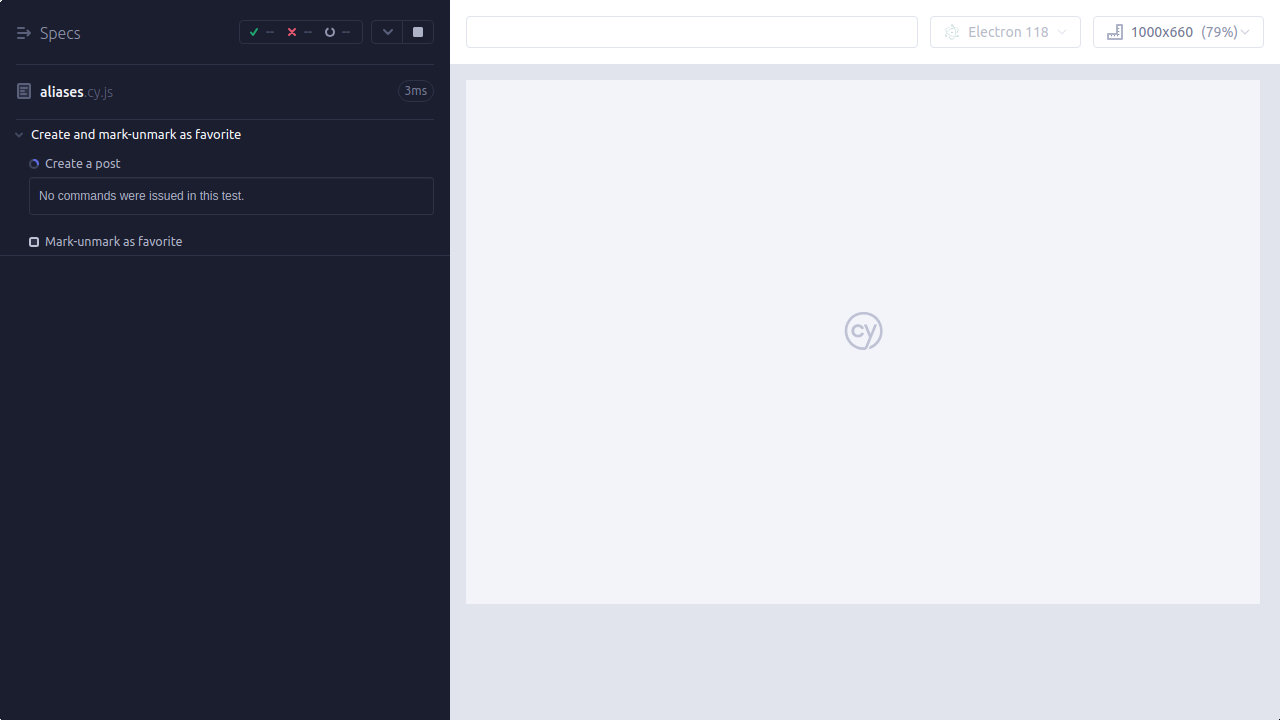 Specs
-- -- --
aliases.cy.js
3ms
Create and mark-unmark as favorite
Create a post
No commands were issued in this test.
Mark-unmark as favorite
Electron 118
1000x660 (79%)
cy